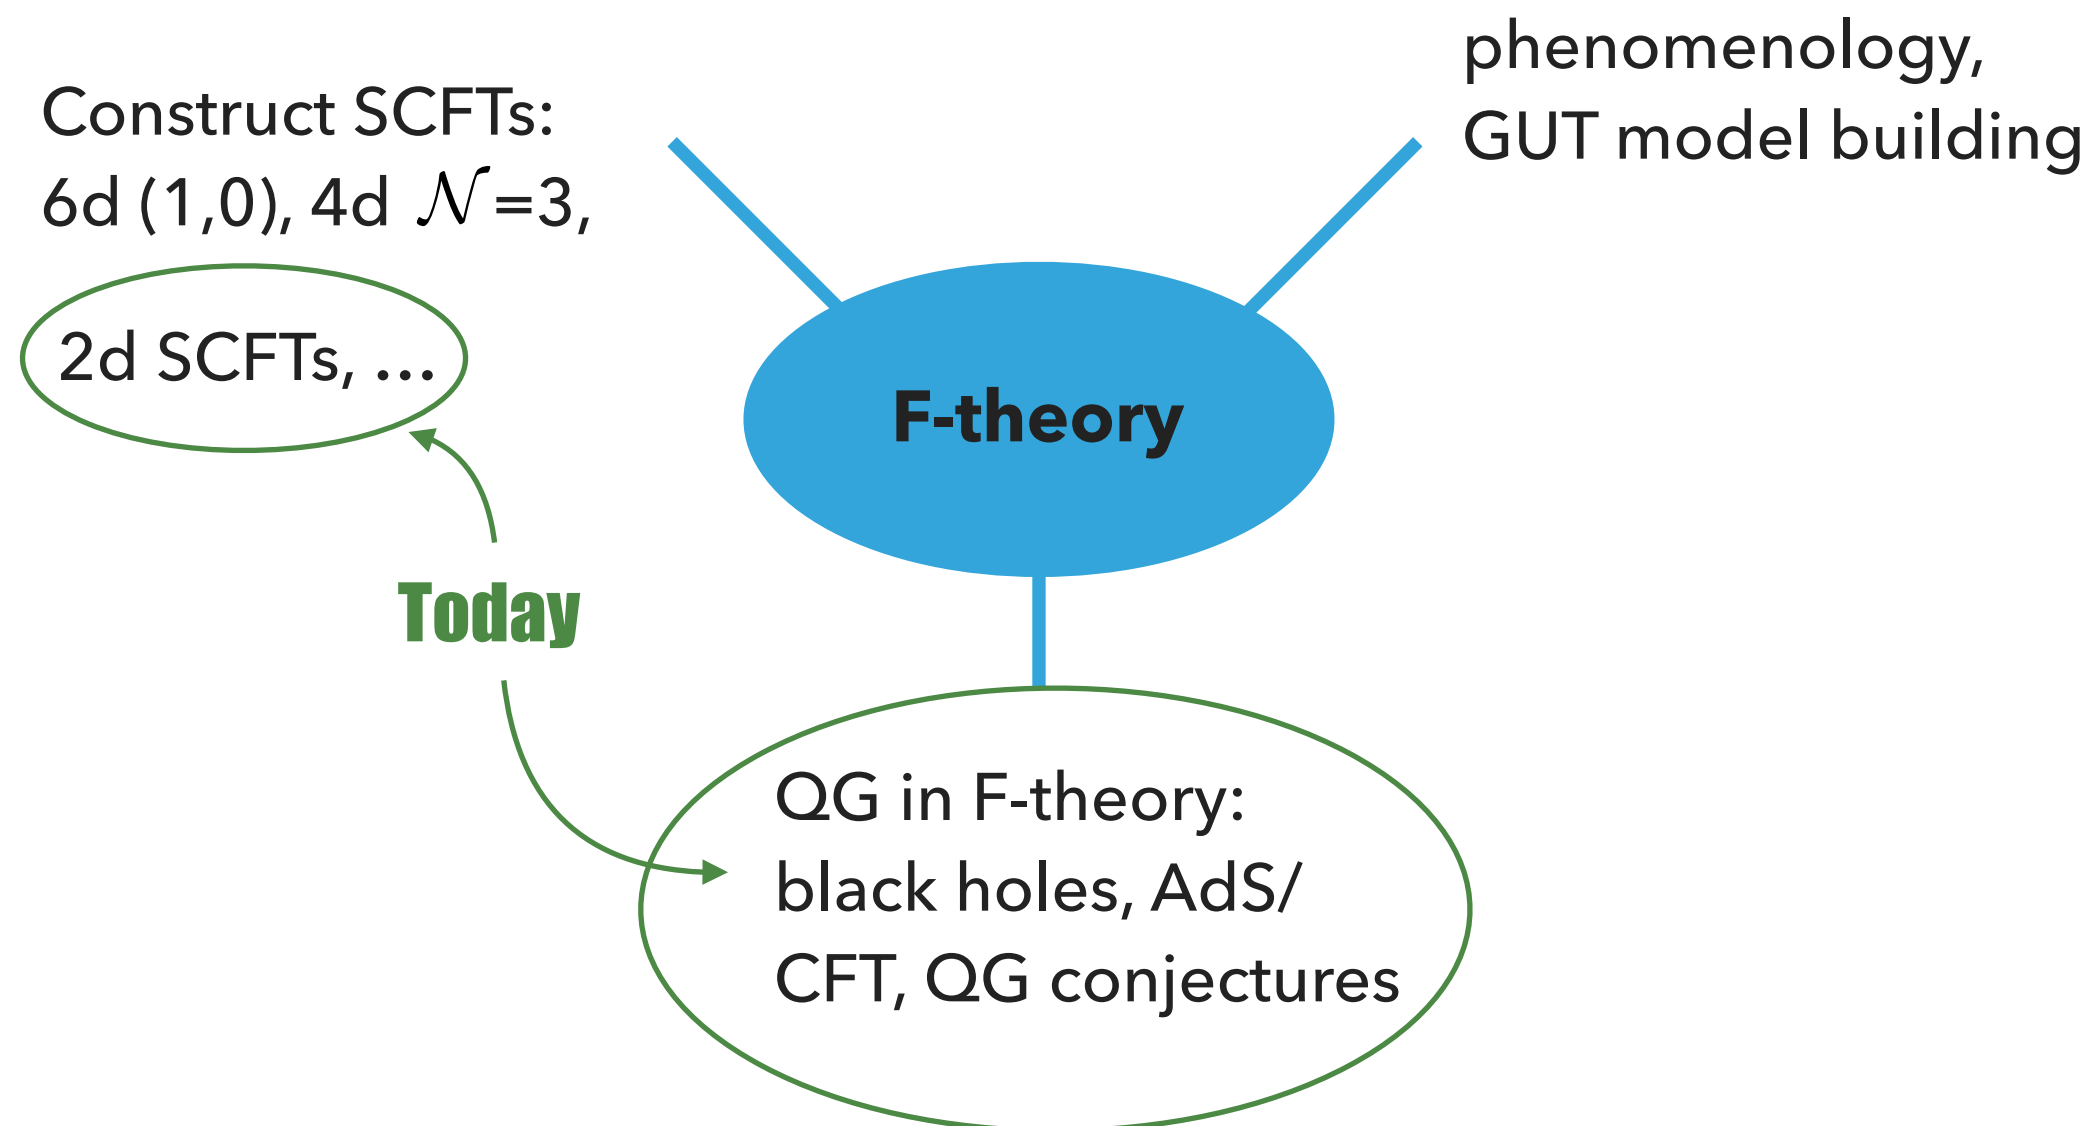 Construct SCFTs:
6d (1,0), 4d 𝒩=3,
2d SCFTs, ...
phenomenology,
GUT model building
F-theory
Today
QG in F-theory:
black holes, AdS/
CFT, QG conjectures